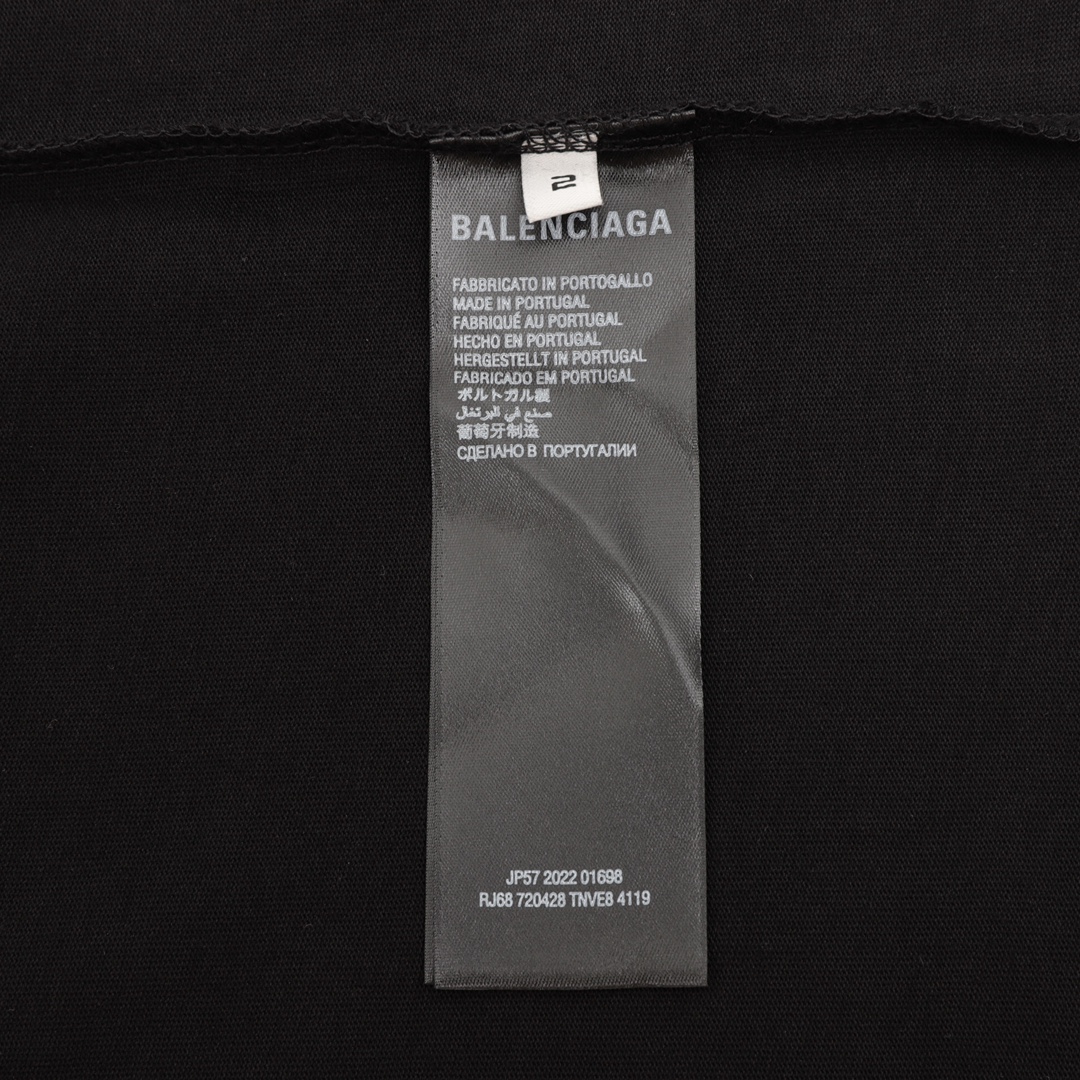 2
BALENCIAGA
FABBRICATO IN PORTOGALLO
MADE IN PORTUGAL
FABRIQUÉ AU PORTUGAL
HECHO EN PORTUGAL
HERGESTELLT IN PORTUGAL
FABRICADO EM PORTUGAL
ポルトガル製
صنع في البرتغال
葡萄牙制造
СДЕЛАНО В ПОРТУГАЛИИ
JP57 2022 01698
RJ68 720428 TNVE8 4119